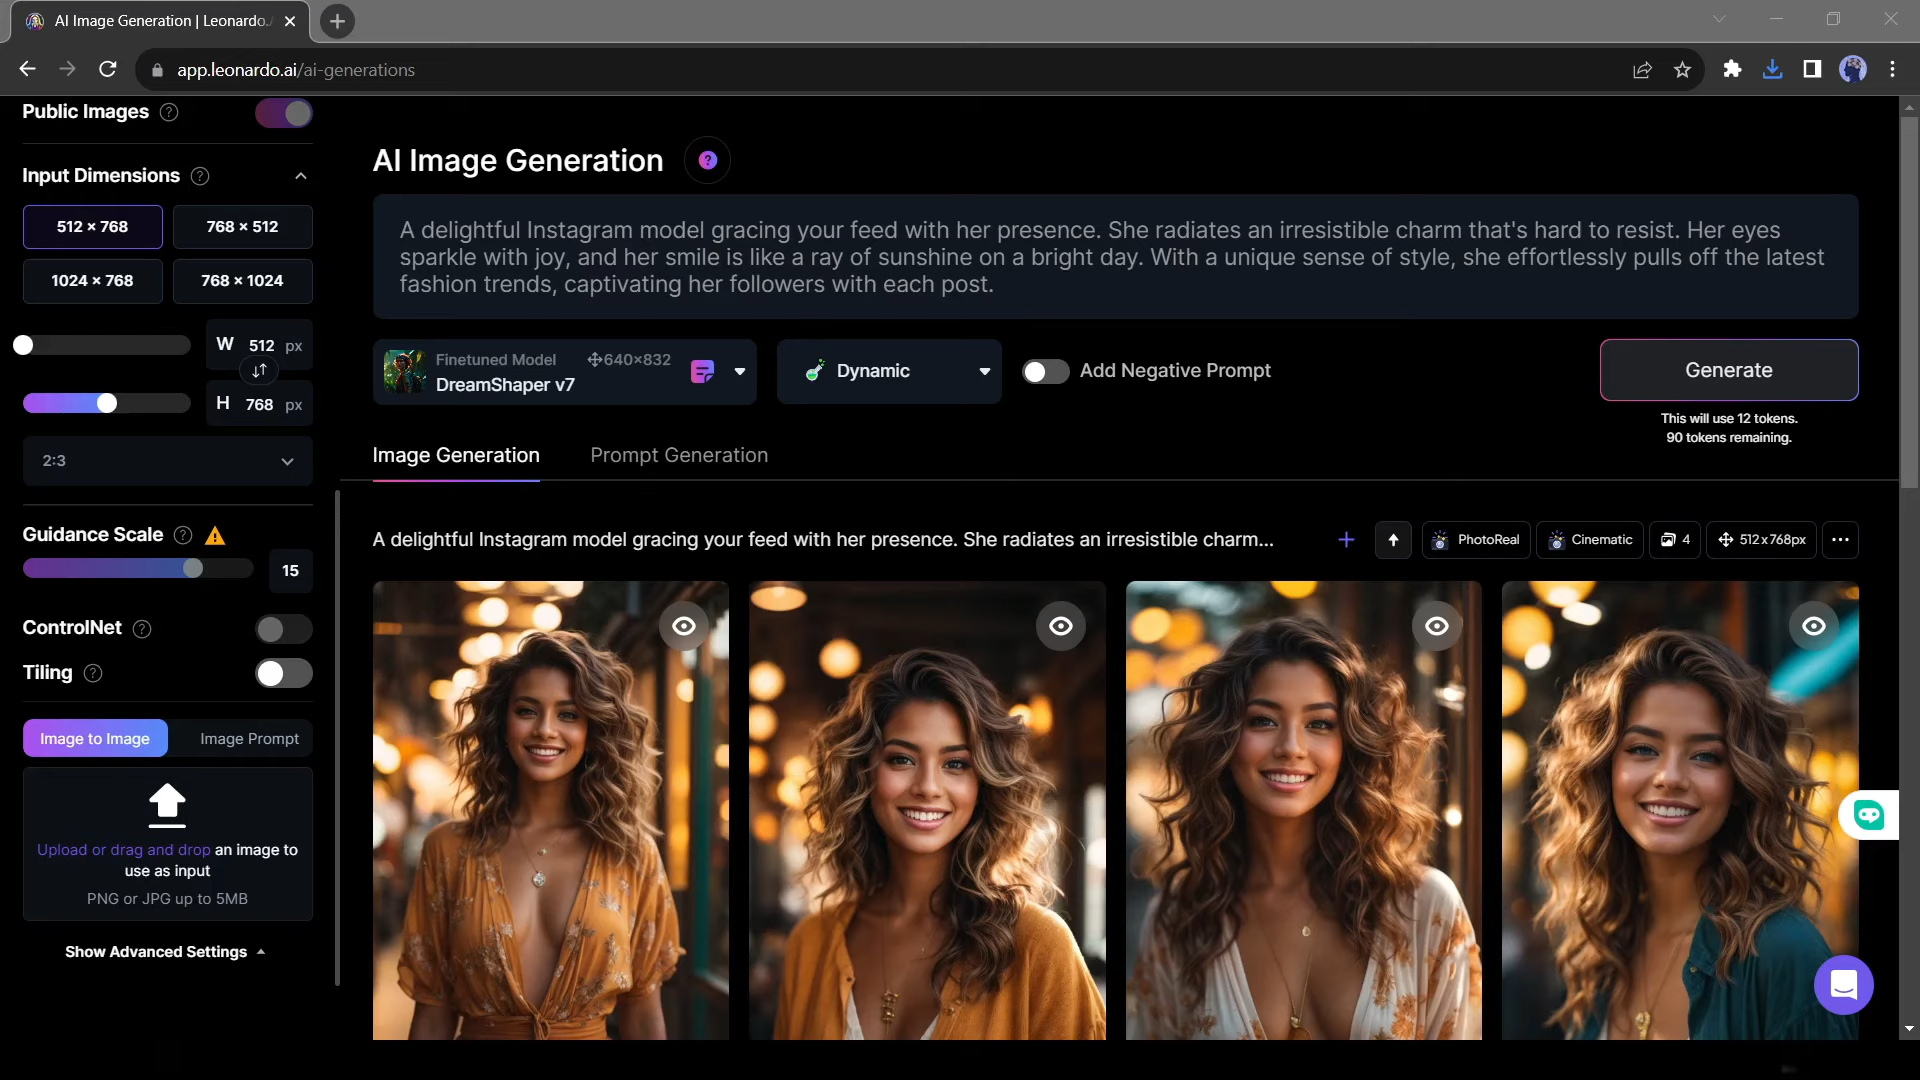 AI Image Generation | Leonardo.
app.leonardo.ai/ai-generations
Public Images
Input Dimensions
512 × 768
768 × 512
1024 × 768
768 × 1024
W 512 px
H 768 px
2:3
Guidance Scale
15
ControlNet
Tiling
Image to Image
Image Prompt
Upload or drag and drop an image to
use as input
PNG or JPG up to 5MB
Show Advanced Settings
AI Image Generation
A delightful Instagram model gracing your feed with her presence. She radiates an irresistible charm that's hard to resist. Her eyes
sparkle with joy, and her smile is like a ray of sunshine on a bright day. With a unique sense of style, she effortlessly pulls off the latest
fashion trends, captivating her followers with each post.
Finetuned Model 640×832
DreamShaper v7
Dynamic
Add Negative Prompt
Generate
This will use 12 tokens.
90 tokens remaining.
Image Generation
Prompt Generation
A delightful Instagram model gracing your feed with her presence. She radiates an irresistible charm...
PhotoReal
Cinematic
4
512x768px